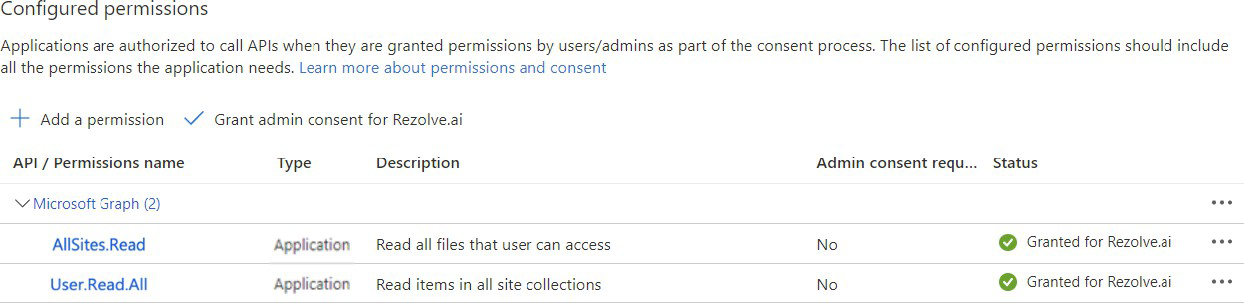 Configured permissions
Applications are authorized to call APIs when they are granted permissions by users/admins as part of the consent process. The list of configured permissions should include
all the permissions the application needs. Learn more about permissions and consent
Add a permission Grant admin consent for Rezolve.ai
API / Permissions name Type Description Admin consent requ... Status
Microsoft Graph (2)
AllSites.Read Application Read all files that user can access No Granted for Rezolve.ai
User.Read.All Application Read items in all site collections No Granted for Rezolve.ai